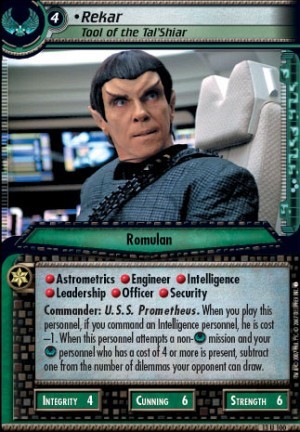 4
•Rekar
Tool of the Tal'Shiar
Romulan
Astrometrics Engineer Intelligence
Leadership Officer Security
Commander: U.S.S. Prometheus. When you play this
personnel, if you command an Intelligence personnel, he is cost
-1. When this personnel attempts a non- mission and your
personnel who has a cost of 4 or more is present, subtract
one from the number of dilemmas your opponent can draw.
INTEGRITY 4 CUNNING 6 STRENGTH 6